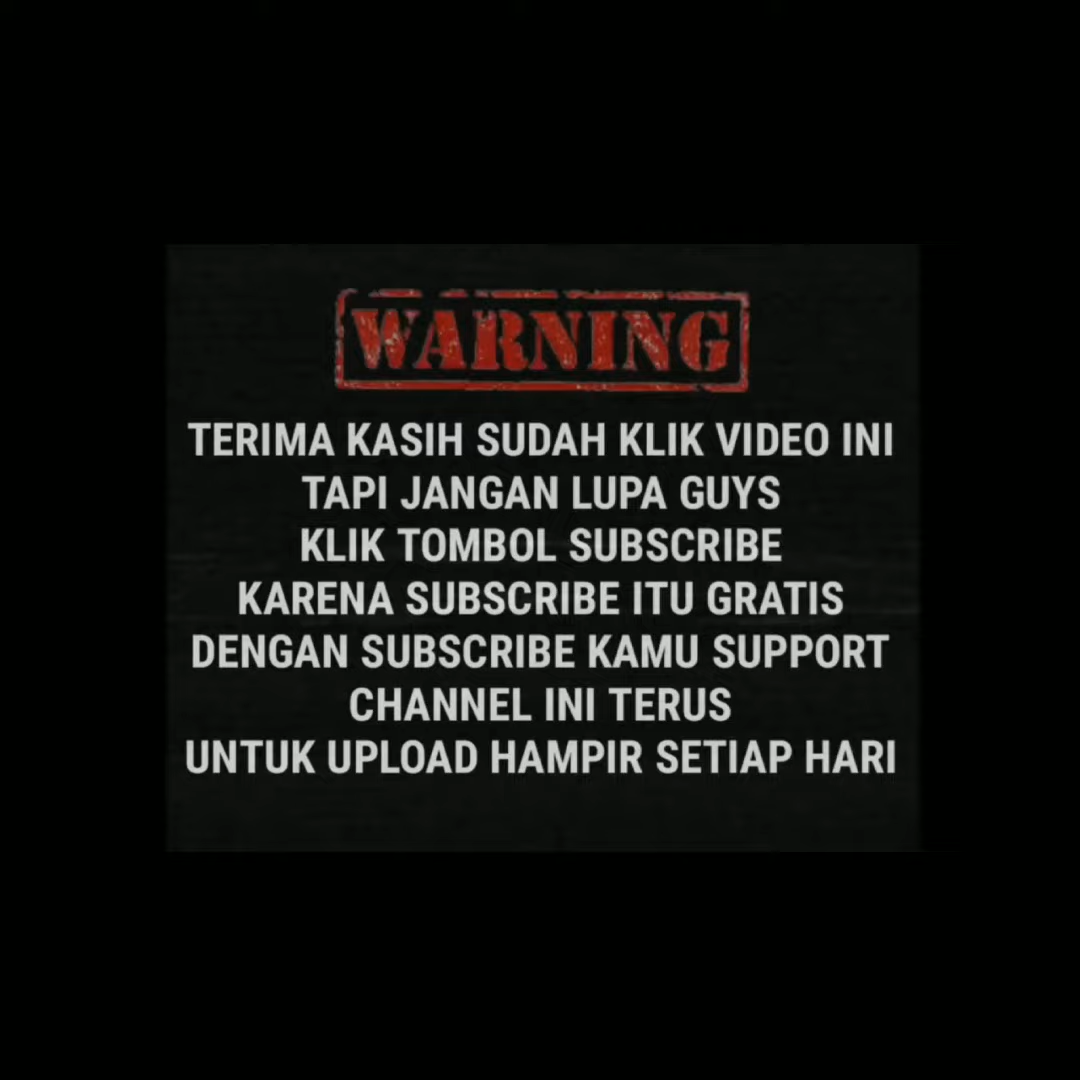 WARNING
TERIMA KASIH SUDAH KLIK VIDEO INI
TAPI JANGAN LUPA GUYS
KLIK TOMBOL SUBSCRIBE
KARENA SUBSCRIBE ITU GRATIS
DENGAN SUBSCRIBE KAMU SUPPORT
CHANNEL INI TERUS
UNTUK UPLOAD HAMPIR SETIAP HARI